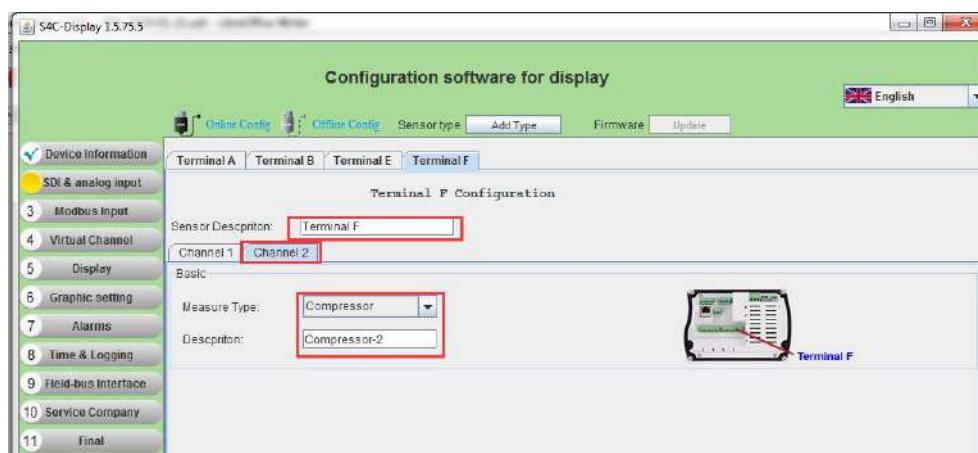 S4C-Display 1.5.75.5
Configuration software for display
English
Online Config Offline Config Sensor type Add Type Firmware Update
Device Information
SDI & analog input
3 Modbus Input
4 Virtual Channel
5 Display
6 Graphic setting
7 Alarms
8 Time & Logging
9 Field-bus Interface
10 Service Company
11 Final
Terminal A Terminal B Terminal E Terminal F
Terminal F Configuration
Sensor Descpriton: Terminal F
Channel 1 Channel 2
Basic
Measure Type: Compressor
Descpriton: Compressor-2
Terminal F